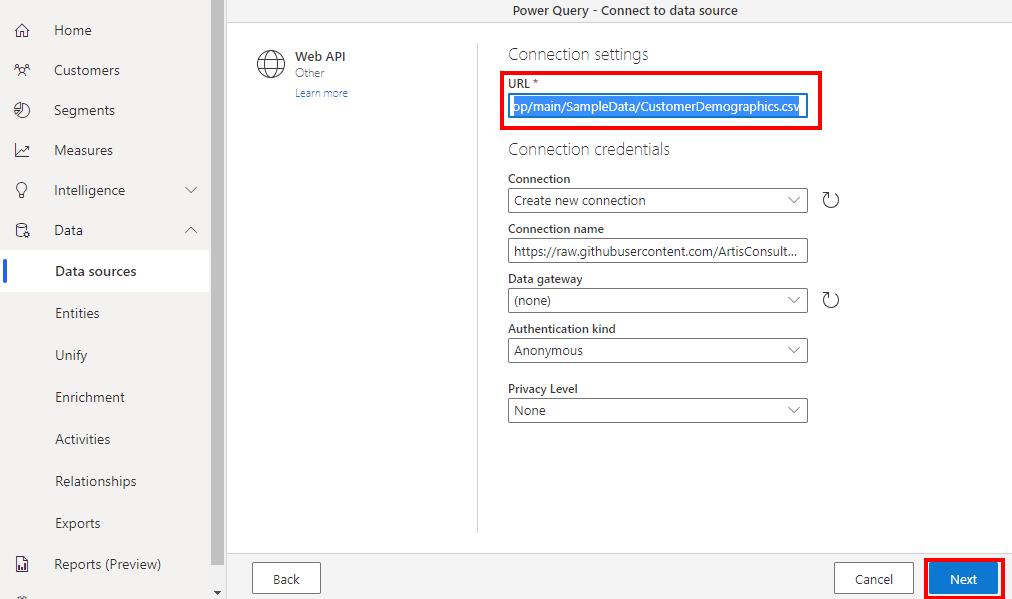 Power Query - Connect to data source
Home
Customers
Segments
Measures
Intelligence
Data
Data sources
Entities
Unify
Enrichment
Activities
Relationships
Exports
Reports (Preview)
Web API
Other
Learn more
Connection settings
URL *
op/main/SampleData/CustomerDemographics.csv
Connection credentials
Connection
Create new connection
Connection name
https://raw.githubusercontent.com/ArtisConsult...
Data gateway
(none)
Authentication kind
Anonymous
Privacy Level
None
Back
Cancel
Next